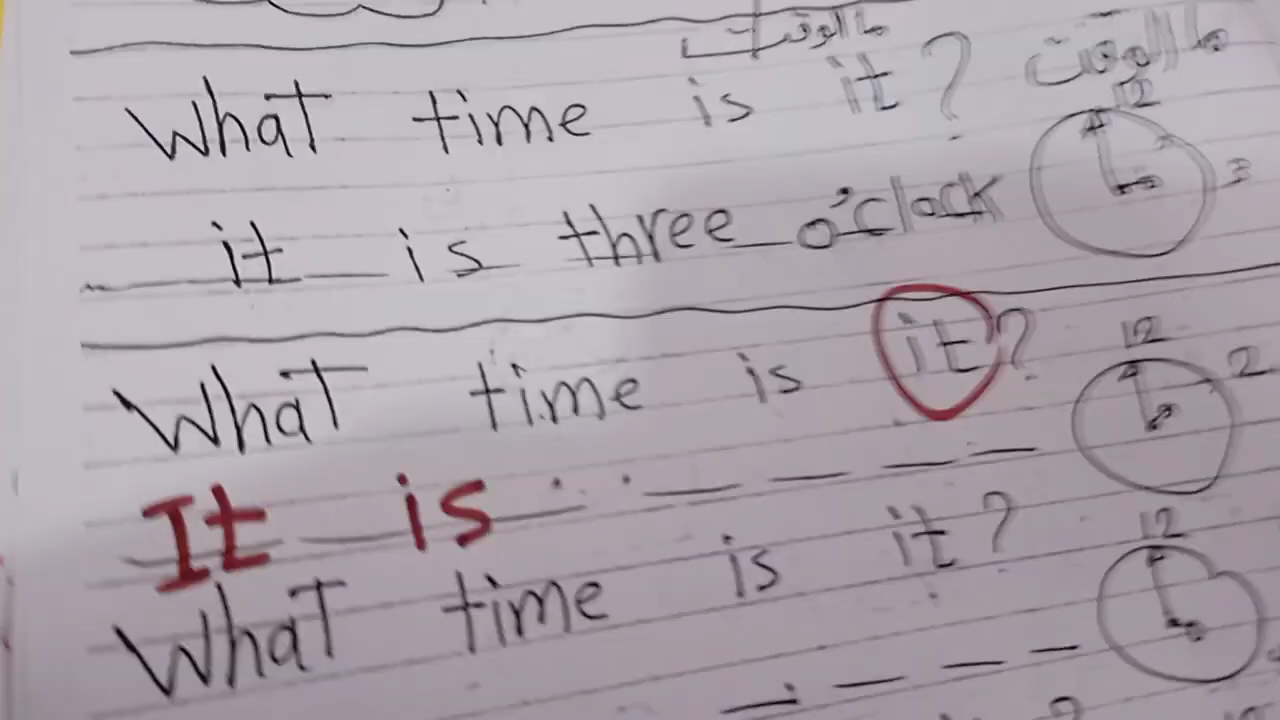 ما الوقت
What time is it? ما الوقت
12
3
it is three o'clock
What time is it?
12
2
It is
What time is it?
12